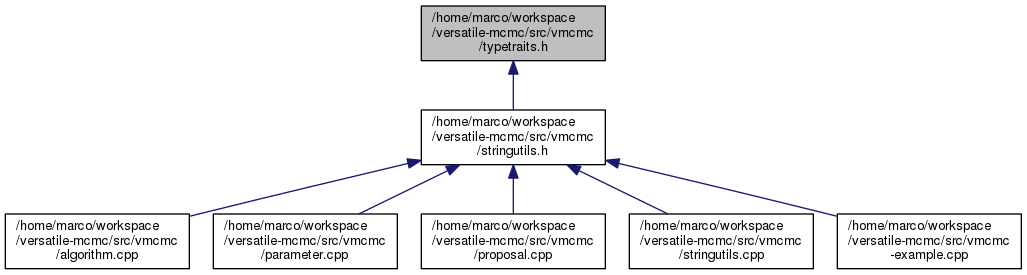 /home/marco/workspace
/versatile-mcmc/src/vmcmc
/typetraits.h
/home/marco/workspace
/versatile-mcmc/src/vmcmc
/stringutils.h
/home/marco/workspace
/versatile-mcmc/src/vmcmc
/algorithm.cpp
/home/marco/workspace
/versatile-mcmc/src/vmcmc
/parameter.cpp
/home/marco/workspace
/versatile-mcmc/src/vmcmc
/proposal.cpp
/home/marco/workspace
/versatile-mcmc/src/vmcmc
/stringutils.cpp
/home/marco/workspace
/versatile-mcmc/src/vmcmc
-example.cpp